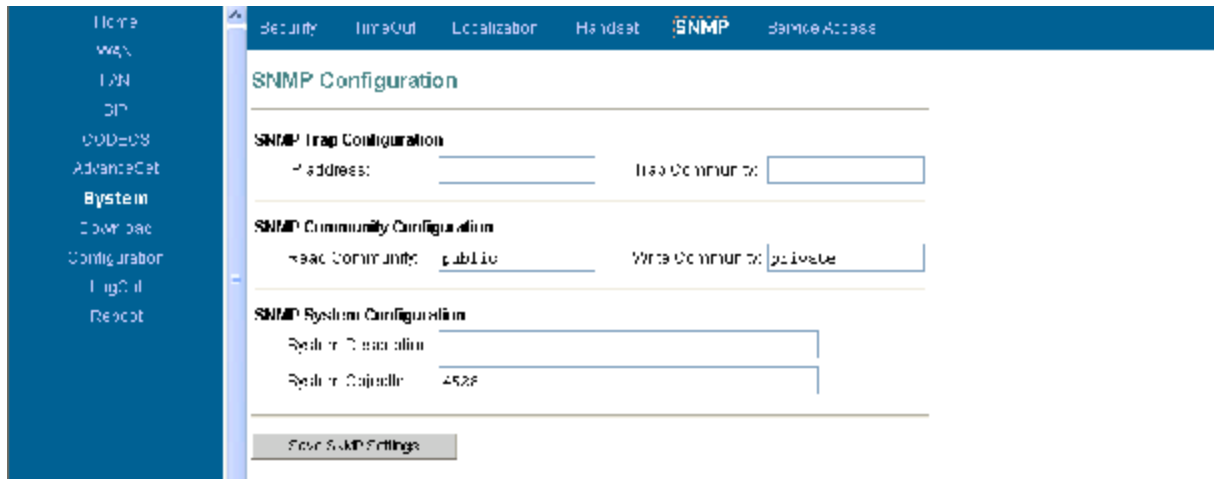 Home
WAN
LAN
SIP
CODECS
AdvanceSet
System
Download
Configuration
LogOut
Reboot
Security TimeOut Localization Handset SNMP Service Access
SNMP Configuration
SNMP Trap Configuration
IP address: Trap Community:
SNMP Community Configuration
Read Community: public Write Community: private
SNMP System Configuration
System Description
System ObjectId 4528
Save SNMP Settings